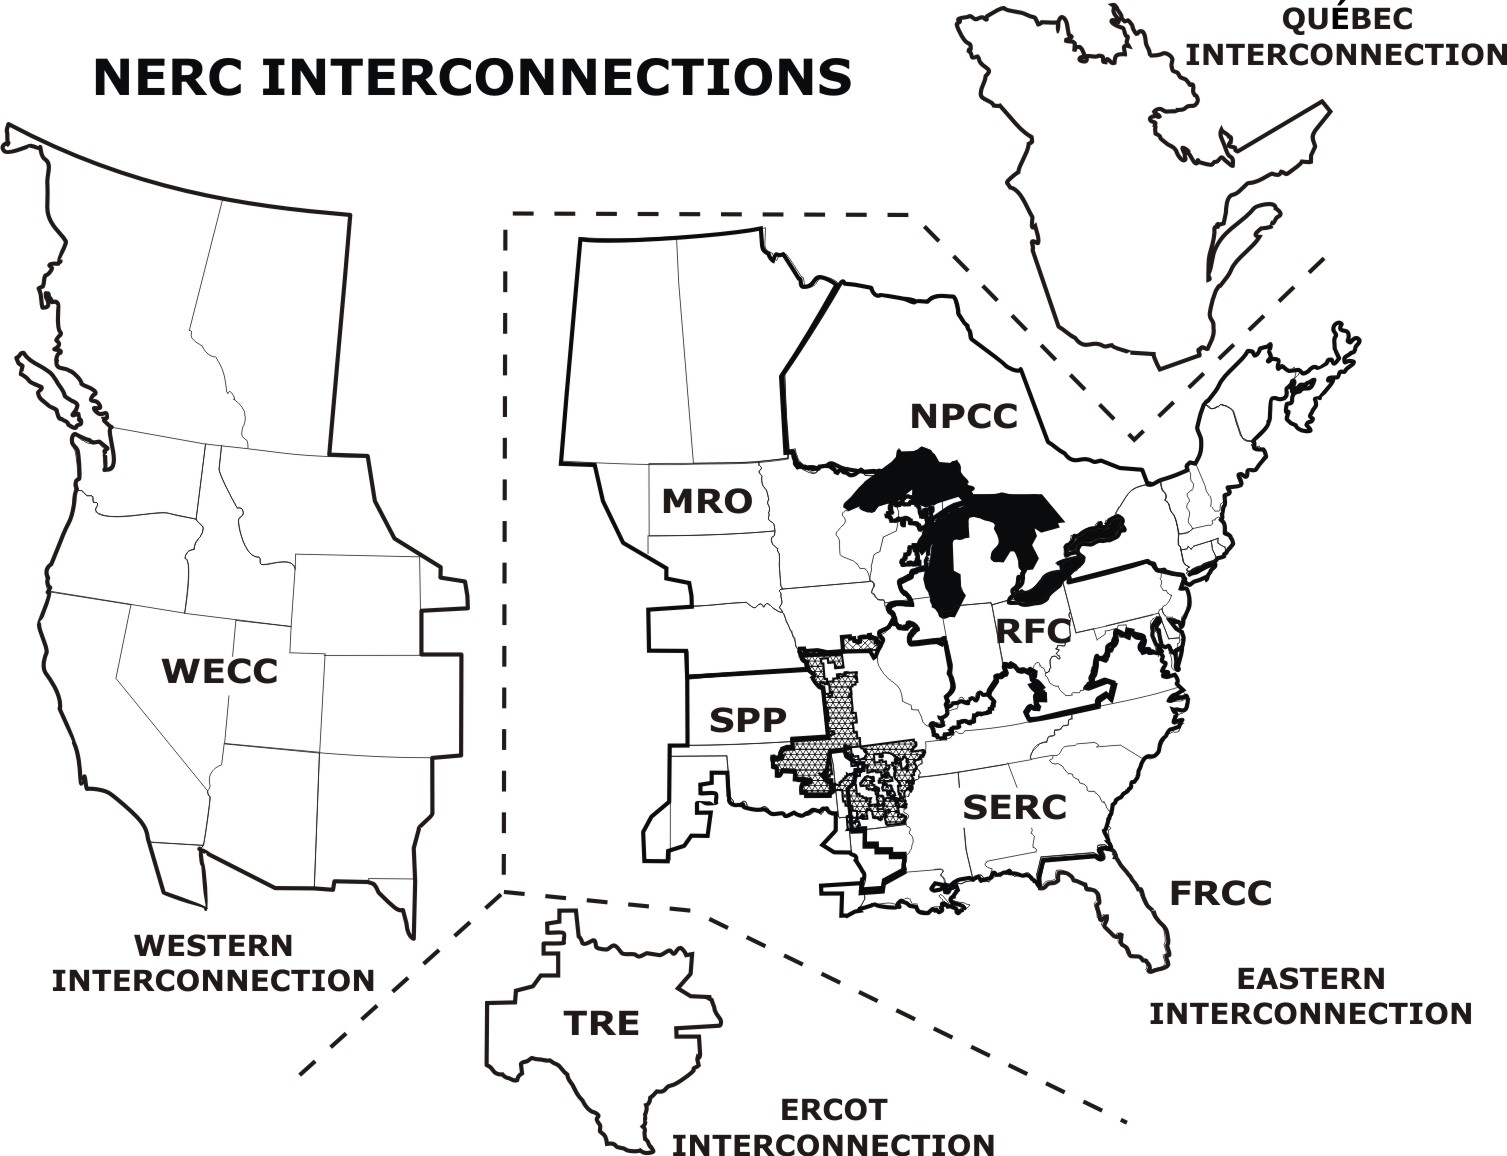 QUÉBEC
INTERCONNECTION
NERC INTERCONNECTIONS
NPCC
MRO
RFC
WECC
SPP
SERC
FRCC
WESTERN
INTERCONNECTION
EASTERN
INTERCONNECTION
TRE
ERCOT
INTERCONNECTION